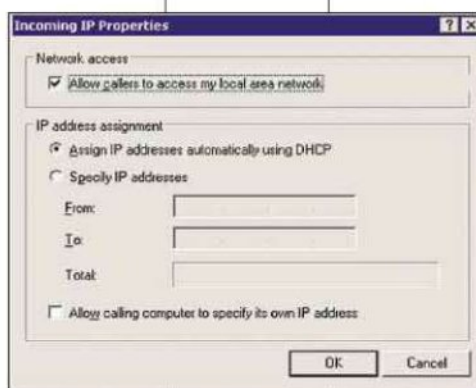 Incoming IP Properties
Network access
Allow callers to access my local area network
IP address assignment
Assign IP addresses automatically using DHCP
Specify IP addresses
From:
To:
Total:
Allow calling computer to specify its own IP address
OK Cancel